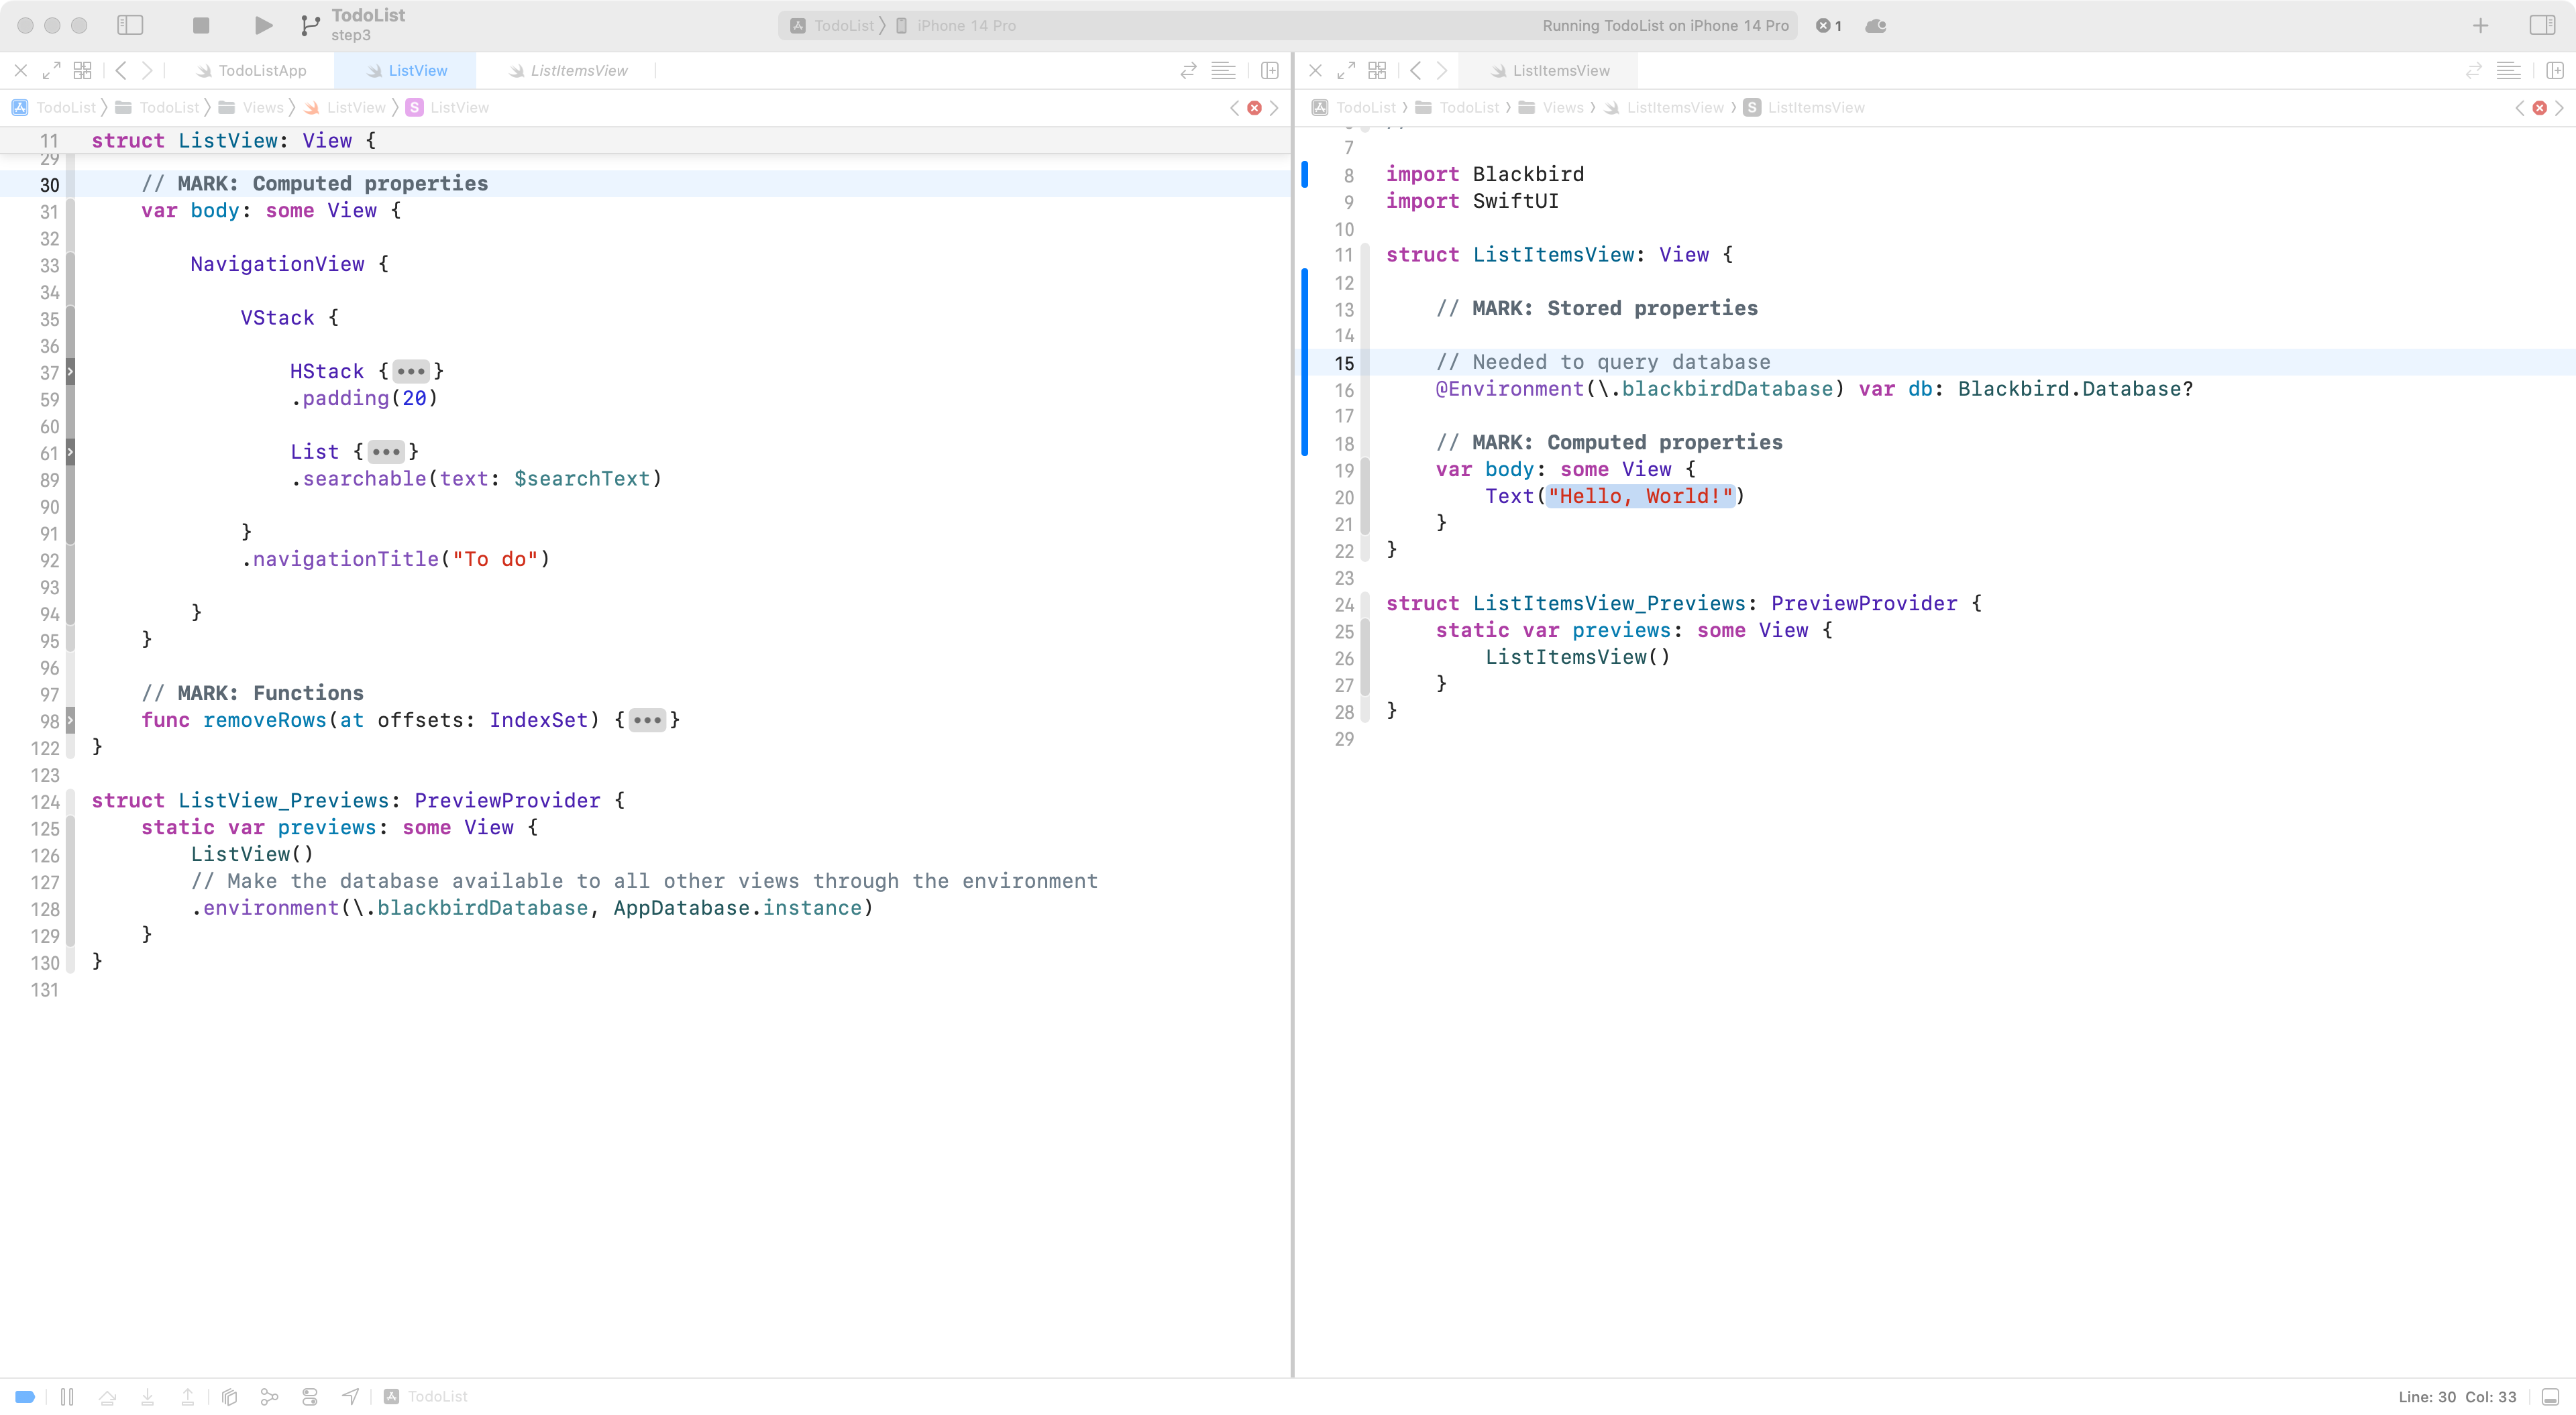 TodoList
step3
TodoList 〉 iPhone 14 Pro
Running TodoList on iPhone 14 Pro
1
TodoListApp
ListView
ListItemsView
TodoList 〉 TodoList 〉 Views 〉 ListView 〉 S ListView
11 struct ListView: View {
29
30     // MARK: Computed properties
31     var body: some View {
32
33         NavigationView {
34
35             VStack {
36
37                 HStack {•••}
59                 .padding(20)
60
61                 List {•••}
89                 .searchable(text: $searchText)
90
91             }
92             .navigationTitle("To do")
93
94         }
95     }
96
97     // MARK: Functions
98     func removeRows(at offsets: IndexSet) {•••}
122 }
123
124 struct ListView_Previews: PreviewProvider {
125     static var previews: some View {
126         ListView()
127         // Make the database available to all other views through the environment
128         .environment(\.blackbirdDatabase, AppDatabase.instance)
129     }
130 }
131
ListItemsView
TodoList 〉 TodoList 〉 Views 〉 ListItemsView 〉 S ListItemsView
7
8 import Blackbird
9 import SwiftUI
10
11 struct ListItemsView: View {
12
13     // MARK: Stored properties
14
15     // Needed to query database
16     @Environment(\.blackbirdDatabase) var db: Blackbird.Database?
17
18     // MARK: Computed properties
19     var body: some View {
20         Text("Hello, World!")
21     }
22 }
23
24 struct ListItemsView_Previews: PreviewProvider {
25     static var previews: some View {
26         ListItemsView()
27     }
28 }
29
TodoList
Line: 30 Col: 33